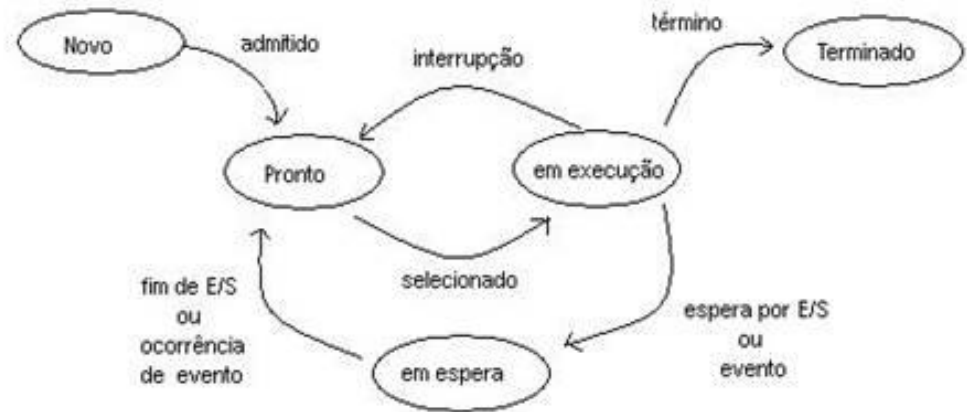 Novo
admitido
término
Terminado
interrupção
Pronto
em execução
selecionado
fim de E/S
ou
ocorrência
de evento
espera por E/S
ou
evento
em espera